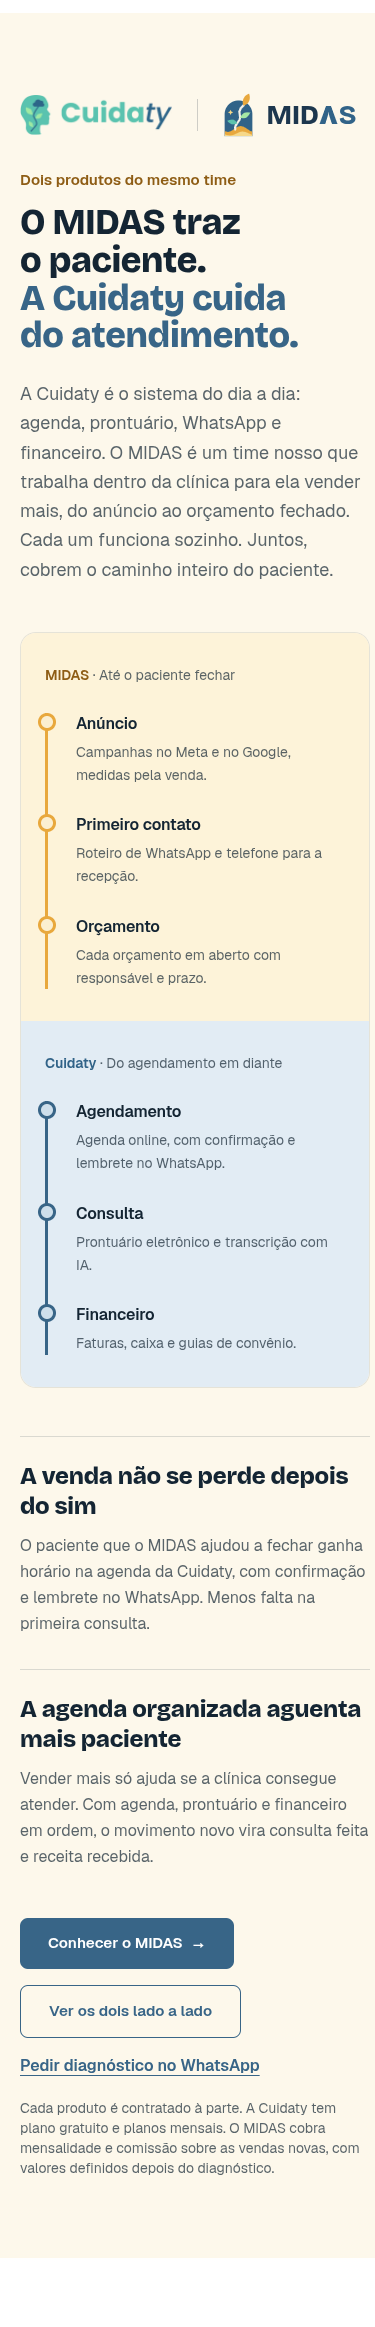 Cuidaty
MIDAS
Dois produtos do mesmo time
O MIDAS traz
o paciente.
A Cuidaty cuida
do atendimento.
A Cuidaty é o sistema do dia a dia:
agenda, prontuário, WhatsApp e
financeiro. O MIDAS é um time nosso que
trabalha dentro da clínica para ela vender
mais, do anúncio ao orçamento fechado.
Cada um funciona sozinho. Juntos,
cobrem o caminho inteiro do paciente.
MIDAS · Até o paciente fechar
Anúncio
Campanhas no Meta e no Google,
medidas pela venda.
Primeiro contato
Roteiro de WhatsApp e telefone para a
recepção.
Orçamento
Cada orçamento em aberto com
responsável e prazo.
Cuidaty · Do agendamento em diante
Agendamento
Agenda online, com confirmação e
lembrete no WhatsApp.
Consulta
Prontuário eletrônico e transcrição com
IA.
Financeiro
Faturas, caixa e guias de convênio.
A venda não se perde depois
do sim
O paciente que o MIDAS ajudou a fechar ganha
horário na agenda da Cuidaty, com confirmação
e lembrete no WhatsApp. Menos falta na
primeira consulta.
A agenda organizada aguenta
mais paciente
Vender mais só ajuda se a clínica consegue
atender. Com agenda, prontuário e financeiro
em ordem, o movimento novo vira consulta feita
e receita recebida.
Conhecer o MIDAS →
Ver os dois lado a lado
Pedir diagnóstico no WhatsApp
Cada produto é contratado à parte. A Cuidaty tem
plano gratuito e planos mensais. O MIDAS cobra
mensalidade e comissão sobre as vendas novas, com
valores definidos depois do diagnóstico.